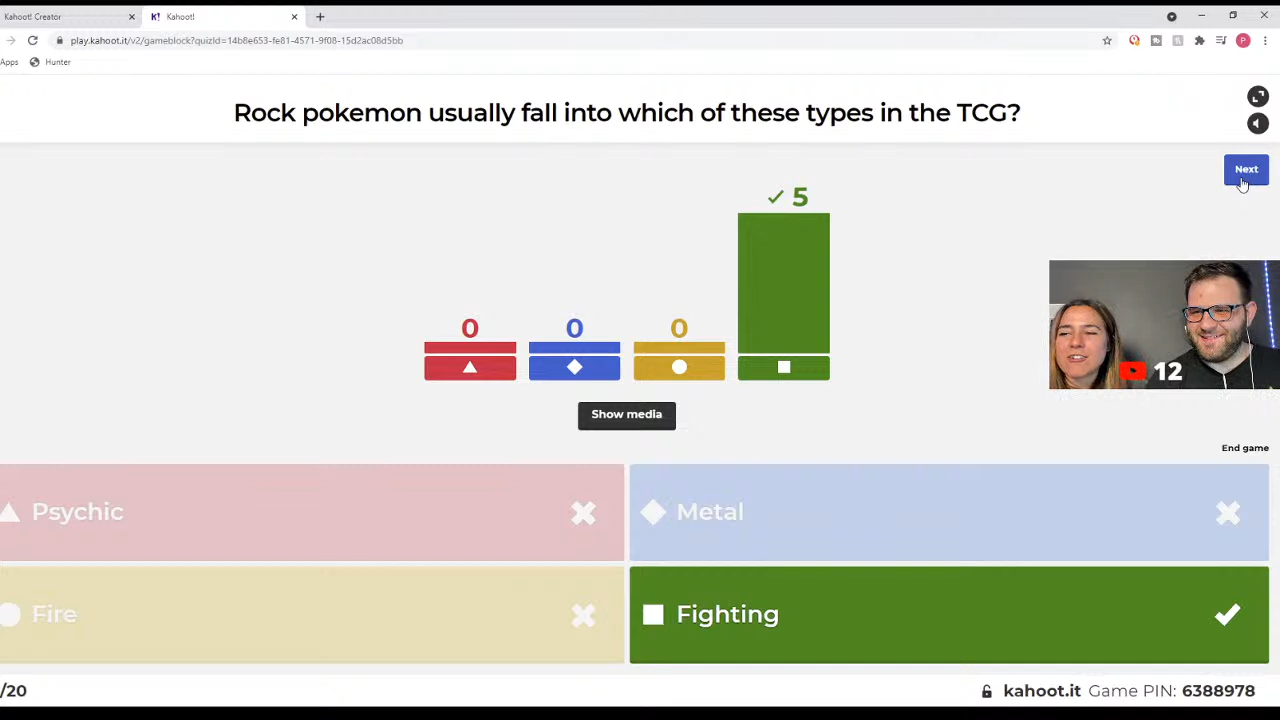 Kahoot! Creator
K! Kahoot!
play.kahoot.it/v2/gameblock?quizId=14b8e653-fe81-4571-9f08-15d2ac08d5bb
P
Apps
Hunter
Rock pokemon usually fall into which of these types in the TCG?
Next
5
0
0
0
12
Show media
End game
Psychic
Metal
Fire
Fighting
/20
kahoot.it Game PIN: 6388978